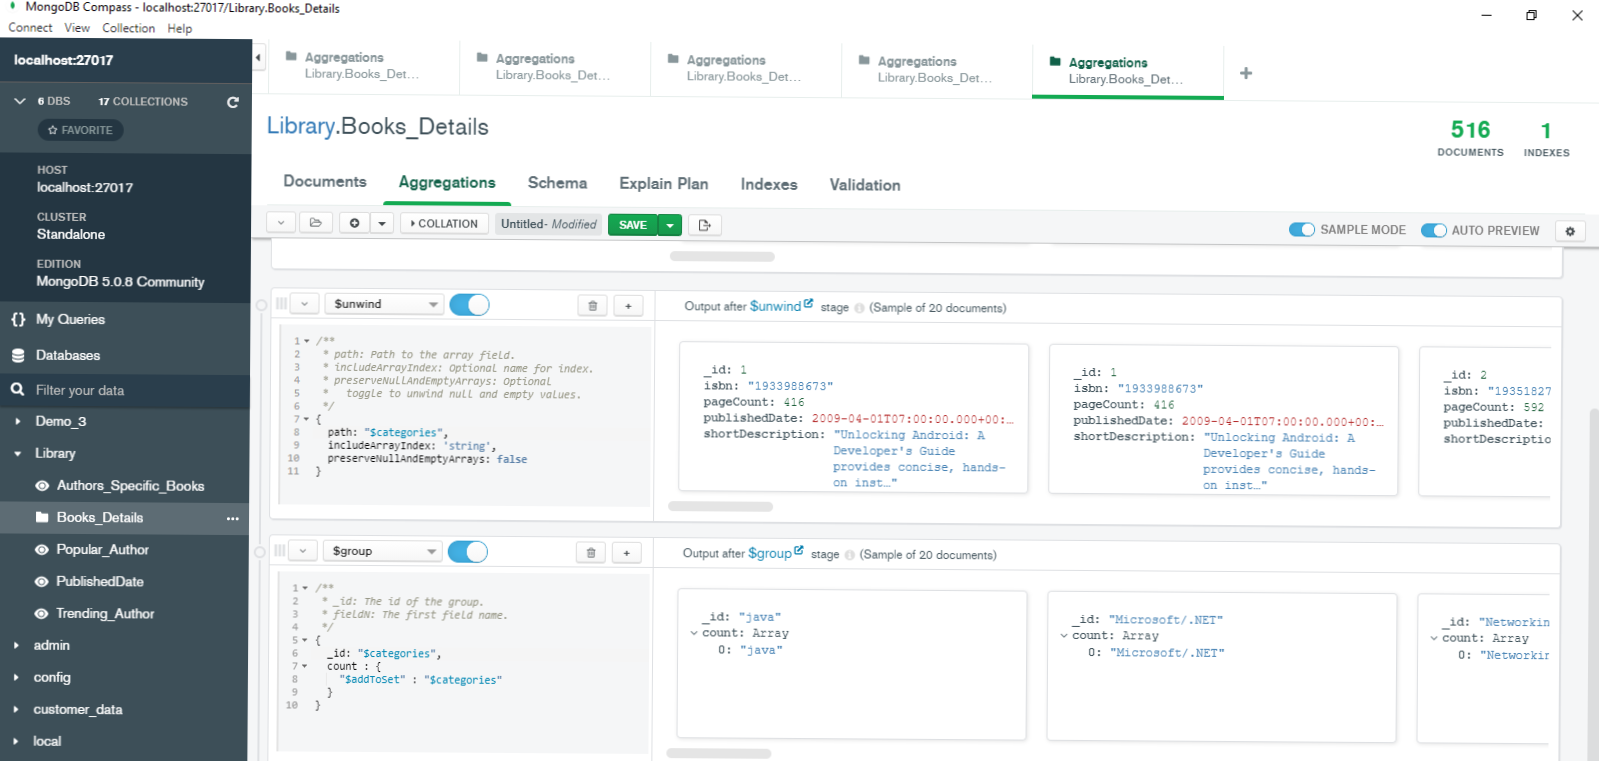 MongoDB Compass - localhost:27017/Library.Books_Details
Connect View Collection Help
localhost:27017
6 DBS 17 COLLECTIONS
FAVORITE
HOST
localhost:27017
CLUSTER
Standalone
EDITION
MongoDB 5.0.8 Community
{} My Queries
Databases
Filter your data
Demo_3
Library
Authors_Specific_Books
Books_Details ...
Popular_Author
PublishedDate
Trending_Author
admin
config
customer_data
local
Aggregations
Library.Books_Det...
Aggregations
Library.Books_Det...
Aggregations
Library.Books_Det...
Aggregations
Library.Books_Det...
Aggregations
Library.Books_Det...
+
Library.Books_Details
516
DOCUMENTS
1
INDEXES
Documents Aggregations Schema Explain Plan Indexes Validation
COLLATION Untitled- Modified SAVE SAMPLE MODE AUTO PREVIEW
$unwind +
1 /**
2 * path: Path to the array field.
3 * includeArrayIndex: Optional name for index.
4 * preserveNullAndEmptyArrays: Optional
5 * toggle to unwind null and empty values.
6 */
7 {
8 path: "$categories",
9 includeArrayIndex: 'string',
10 preserveNullAndEmptyArrays: false
11 }
Output after $unwind stage (Sample of 20 documents)
_id: 1
isbn: "1933988673"
pageCount: 416
publishedDate: 2009-04-01T07:00:00.000+00:...
shortDescription: "Unlocking Android: A
Developer's Guide
provides concise, hands-
on inst…"
_id: 1
isbn: "1933988673"
pageCount: 416
publishedDate: 2009-04-01T07:00:00.000+00:...
shortDescription: "Unlocking Android: A
Developer's Guide
provides concise, hands-
on inst…"
_id: 2
isbn: "19351827
pageCount: 592
publishedDate:
shortDescriptio
$group +
1 /**
2 * _id: The id of the group.
3 * fieldN: The first field name.
4 */
5 {
6 _id: "$categories",
7 count : {
8 "$addToSet" : "$categories"
9 }
10 }
Output after $group stage (Sample of 20 documents)
_id: "java"
count: Array
0: "java"
_id: "Microsoft/.NET"
count: Array
0: "Microsoft/.NET"
_id: "Networkin
count: Array
0: "Networkin